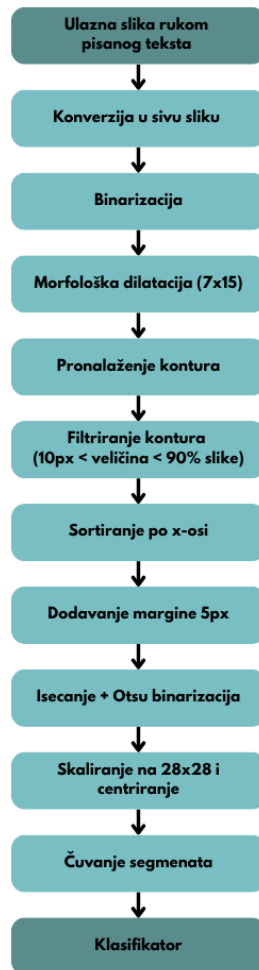 Ulazna slika rukom
pisanog teksta
Konverzija u sivu sliku
Binarizacija
Morfološka dilatacija (7x15)
Pronalaženje kontura
Filtriranje kontura
(10px < veličina < 90% slike)
Sortiranje po x-osi
Dodavanje margine 5px
Isecanje + Otsu binarizacija
Skaliranje na 28x28 i
centriranje
Čuvanje segmenata
Klasifikator